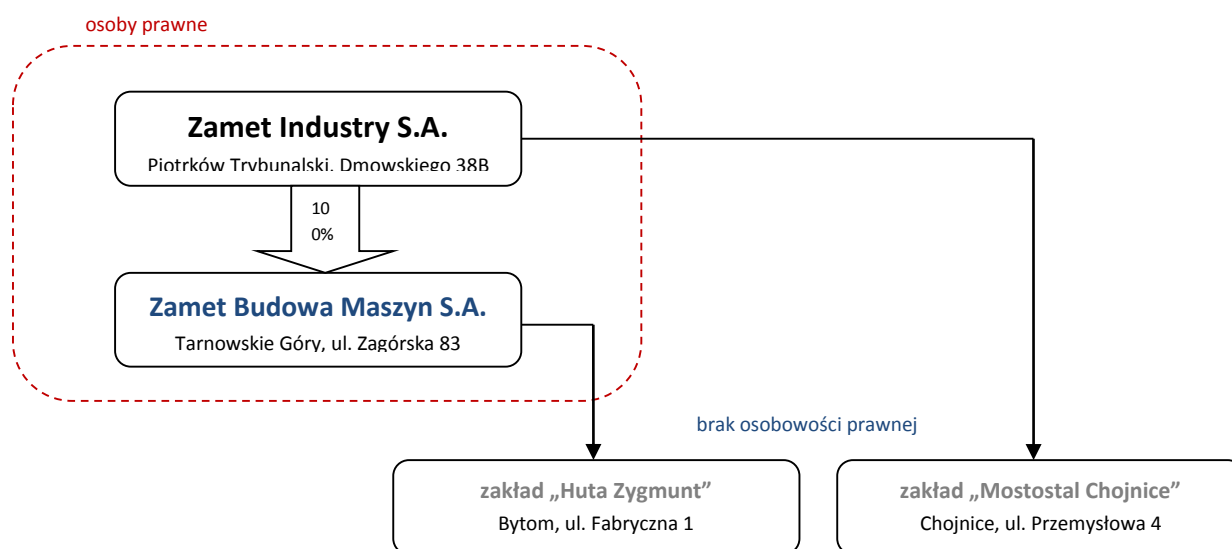 osoby prawne
Zamet Industry S.A.
Piotrków Trybunalski, Dmowskiego 38B
10
0%
Zamet Budowa Maszyn S.A.
Tarnowskie Góry, ul. Zagórska 83
brak osobowości prawnej
zakład „Huta Zygmunt”
Bytom, ul. Fabryczna 1
zakład „Mostostal Chojnice”
Chojnice, ul. Przemysłowa 4